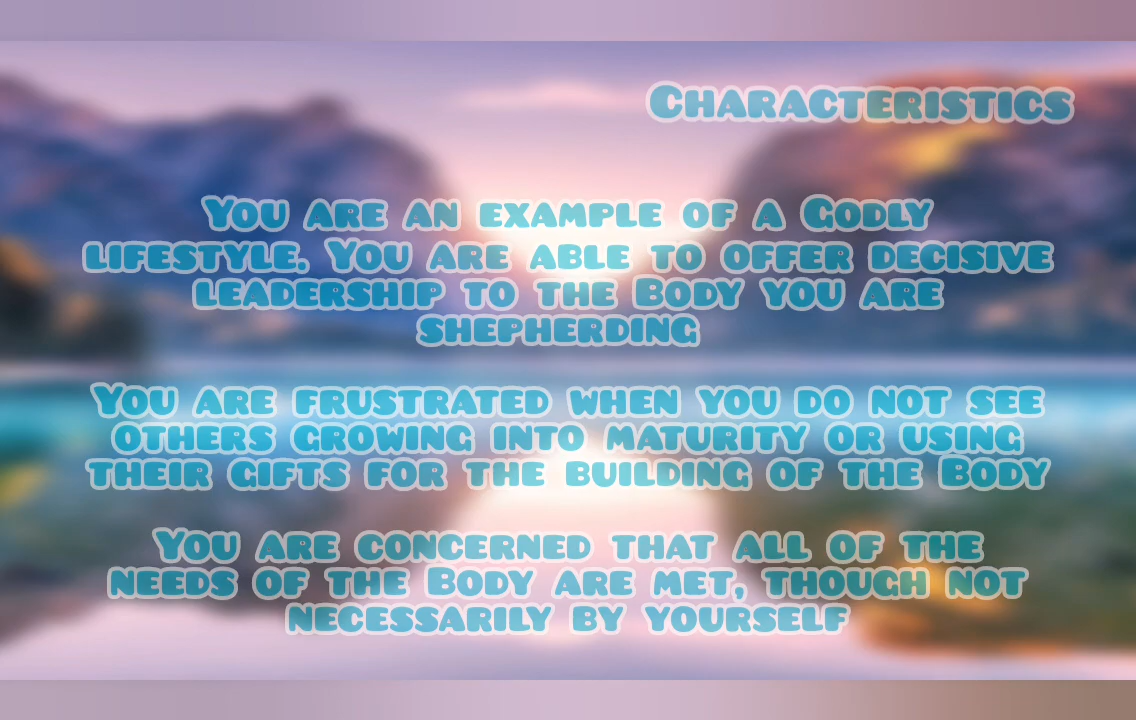 Characteristics
You are an example of a Godly
lifestyle. You are able to offer decisive
leadership to the Body you are
shepherding
You are frustrated when you do not see
others growing into maturity or using
their gifts for the building of the Body
You are concerned that all of the
needs of the Body are met, though not
necessarily by yourself